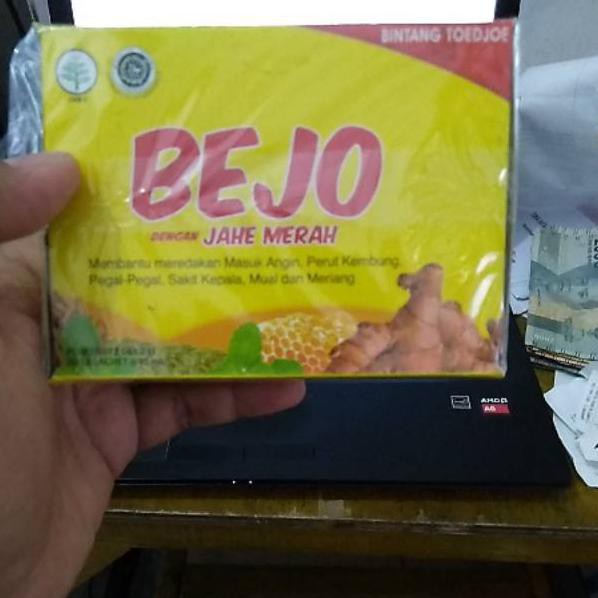 BINTANG TOEDJOE
BEJO
DENGAN JAHE MERAH
Membantu meredakan Masuk Angin, Perut Kembung,
Pegal-Pegal, Sakit Kepala, Mual dan Meriang
AMD
A6